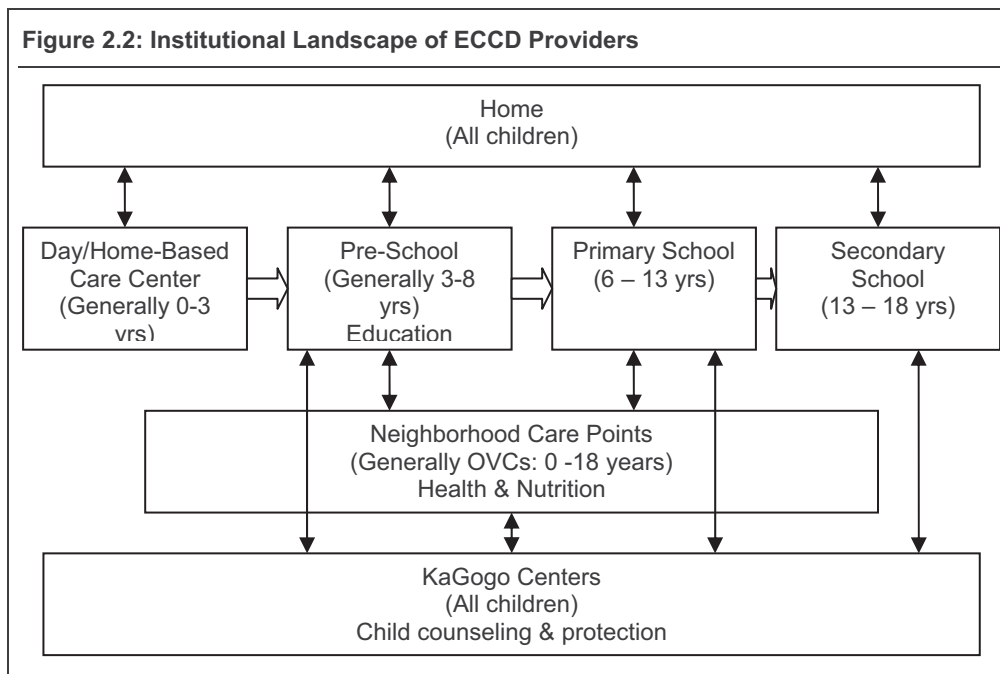 Figure 2.2: Institutional Landscape of ECCD Providers
Home
(All children)
Day/Home-Based
Care Center
(Generally 0-3
yrs)
Pre-School
(Generally 3-8
yrs)
Education
Primary School
(6 – 13 yrs)
Secondary
School
(13 – 18 yrs)
Neighborhood Care Points
(Generally OVCs: 0 -18 years)
Health & Nutrition
KaGogo Centers
(All children)
Child counseling & protection